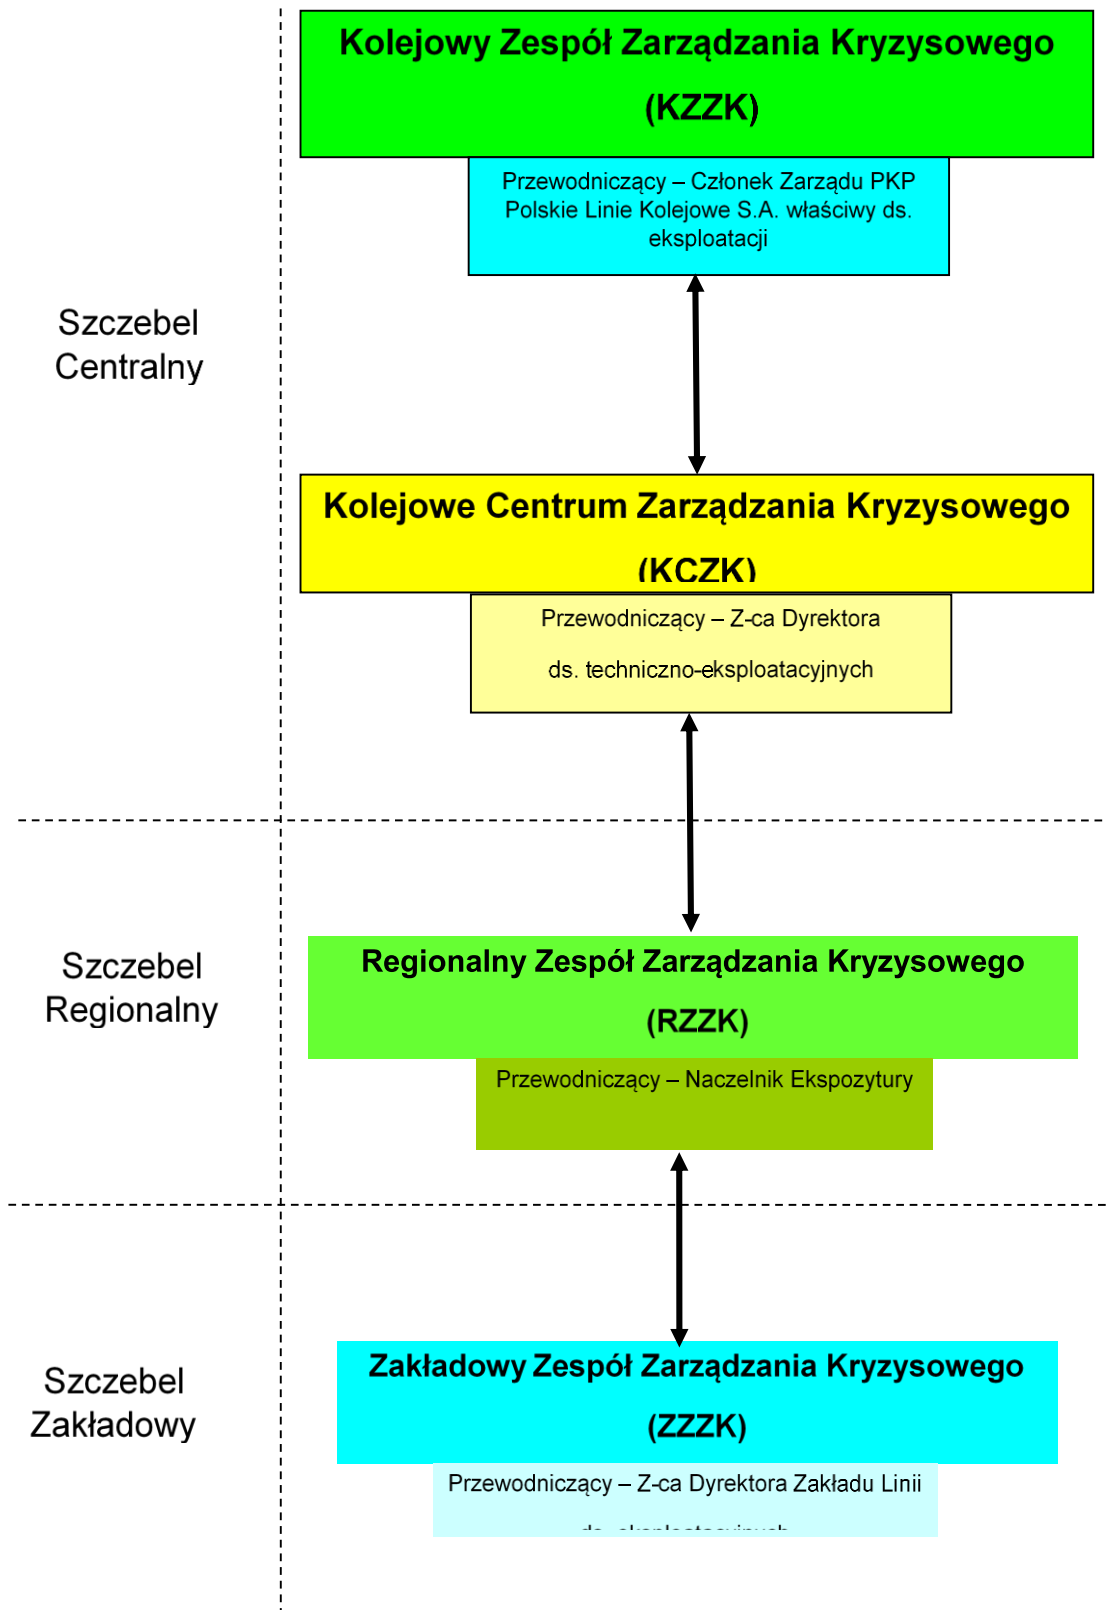 Kolejowy Zespół Zarządzania Kryzysowego
(KZZK)
Przewodniczący – Członek Zarządu PKP
Polskie Linie Kolejowe S.A. właściwy ds.
eksploatacji
Szczebel
Centralny
Kolejowe Centrum Zarządzania Kryzysowego
(KCZK)
Przewodniczący – Z-ca Dyrektora
ds. techniczno-eksploatacyjnych
Szczebel
Regionalny
Regionalny Zespół Zarządzania Kryzysowego
(RZZK)
Przewodniczący – Naczelnik Ekspozytury
Szczebel
Zakładowy
Zakładowy Zespół Zarządzania Kryzysowego
(ZZZK)
Przewodniczący – Z-ca Dyrektora Zakładu Linii
ds. eksploatacyjnych